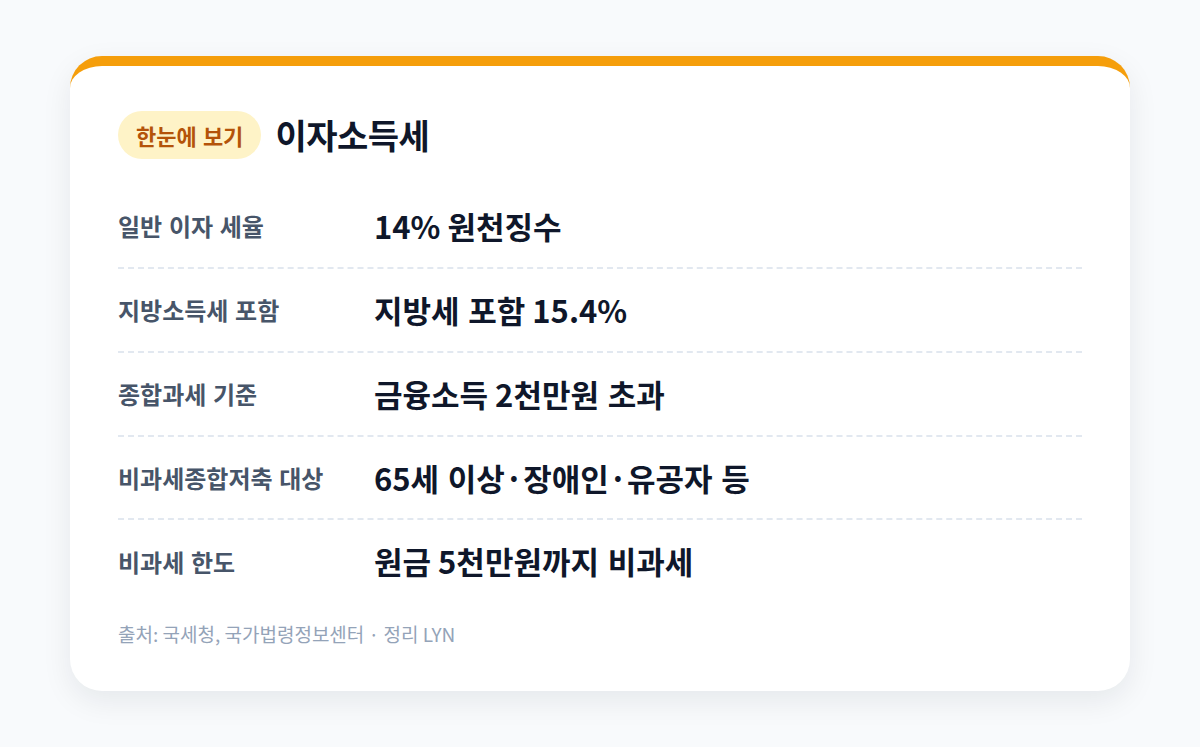 한눈에 보기 이자소득세
일반 이자 세율 14% 원천징수
지방소득세 포함 지방세 포함 15.4%
종합과세 기준 금융소득 2천만원 초과
비과세종합저축 대상 65세 이상·장애인·유공자 등
비과세 한도 원금 5천만원까지 비과세
출처: 국세청, 국가법령정보센터 · 정리 LYN